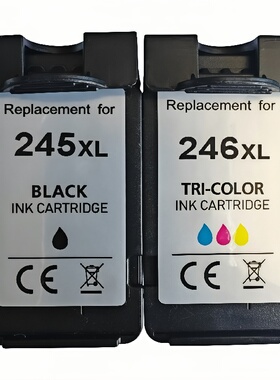 Replacement for
245XL
BLACK
INK CARTRIDGE
CE
Replacement for
246XL
TRI-COLOR
INK CARTRIDGE
CE